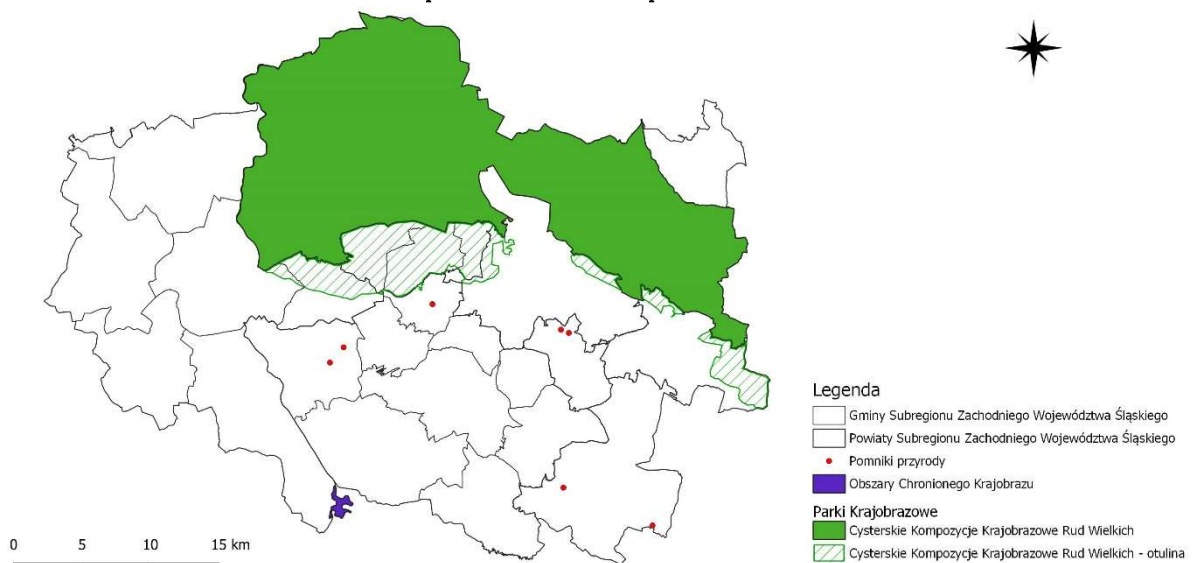 Legenda
Gminy Subregionu Zachodniego Województwa Śląskiego
Powiaty Subregionu Zachodniego Województwa Śląskiego
Pomniki przyrody
Obszary Chronionego Krajobrazu
Parki Krajobrazowe
Cysterskie Kompozycje Krajobrazowe Rud Wielkich
Cysterskie Kompozycje Krajobrazowe Rud Wielkich - otulina
0 5 10 15 km